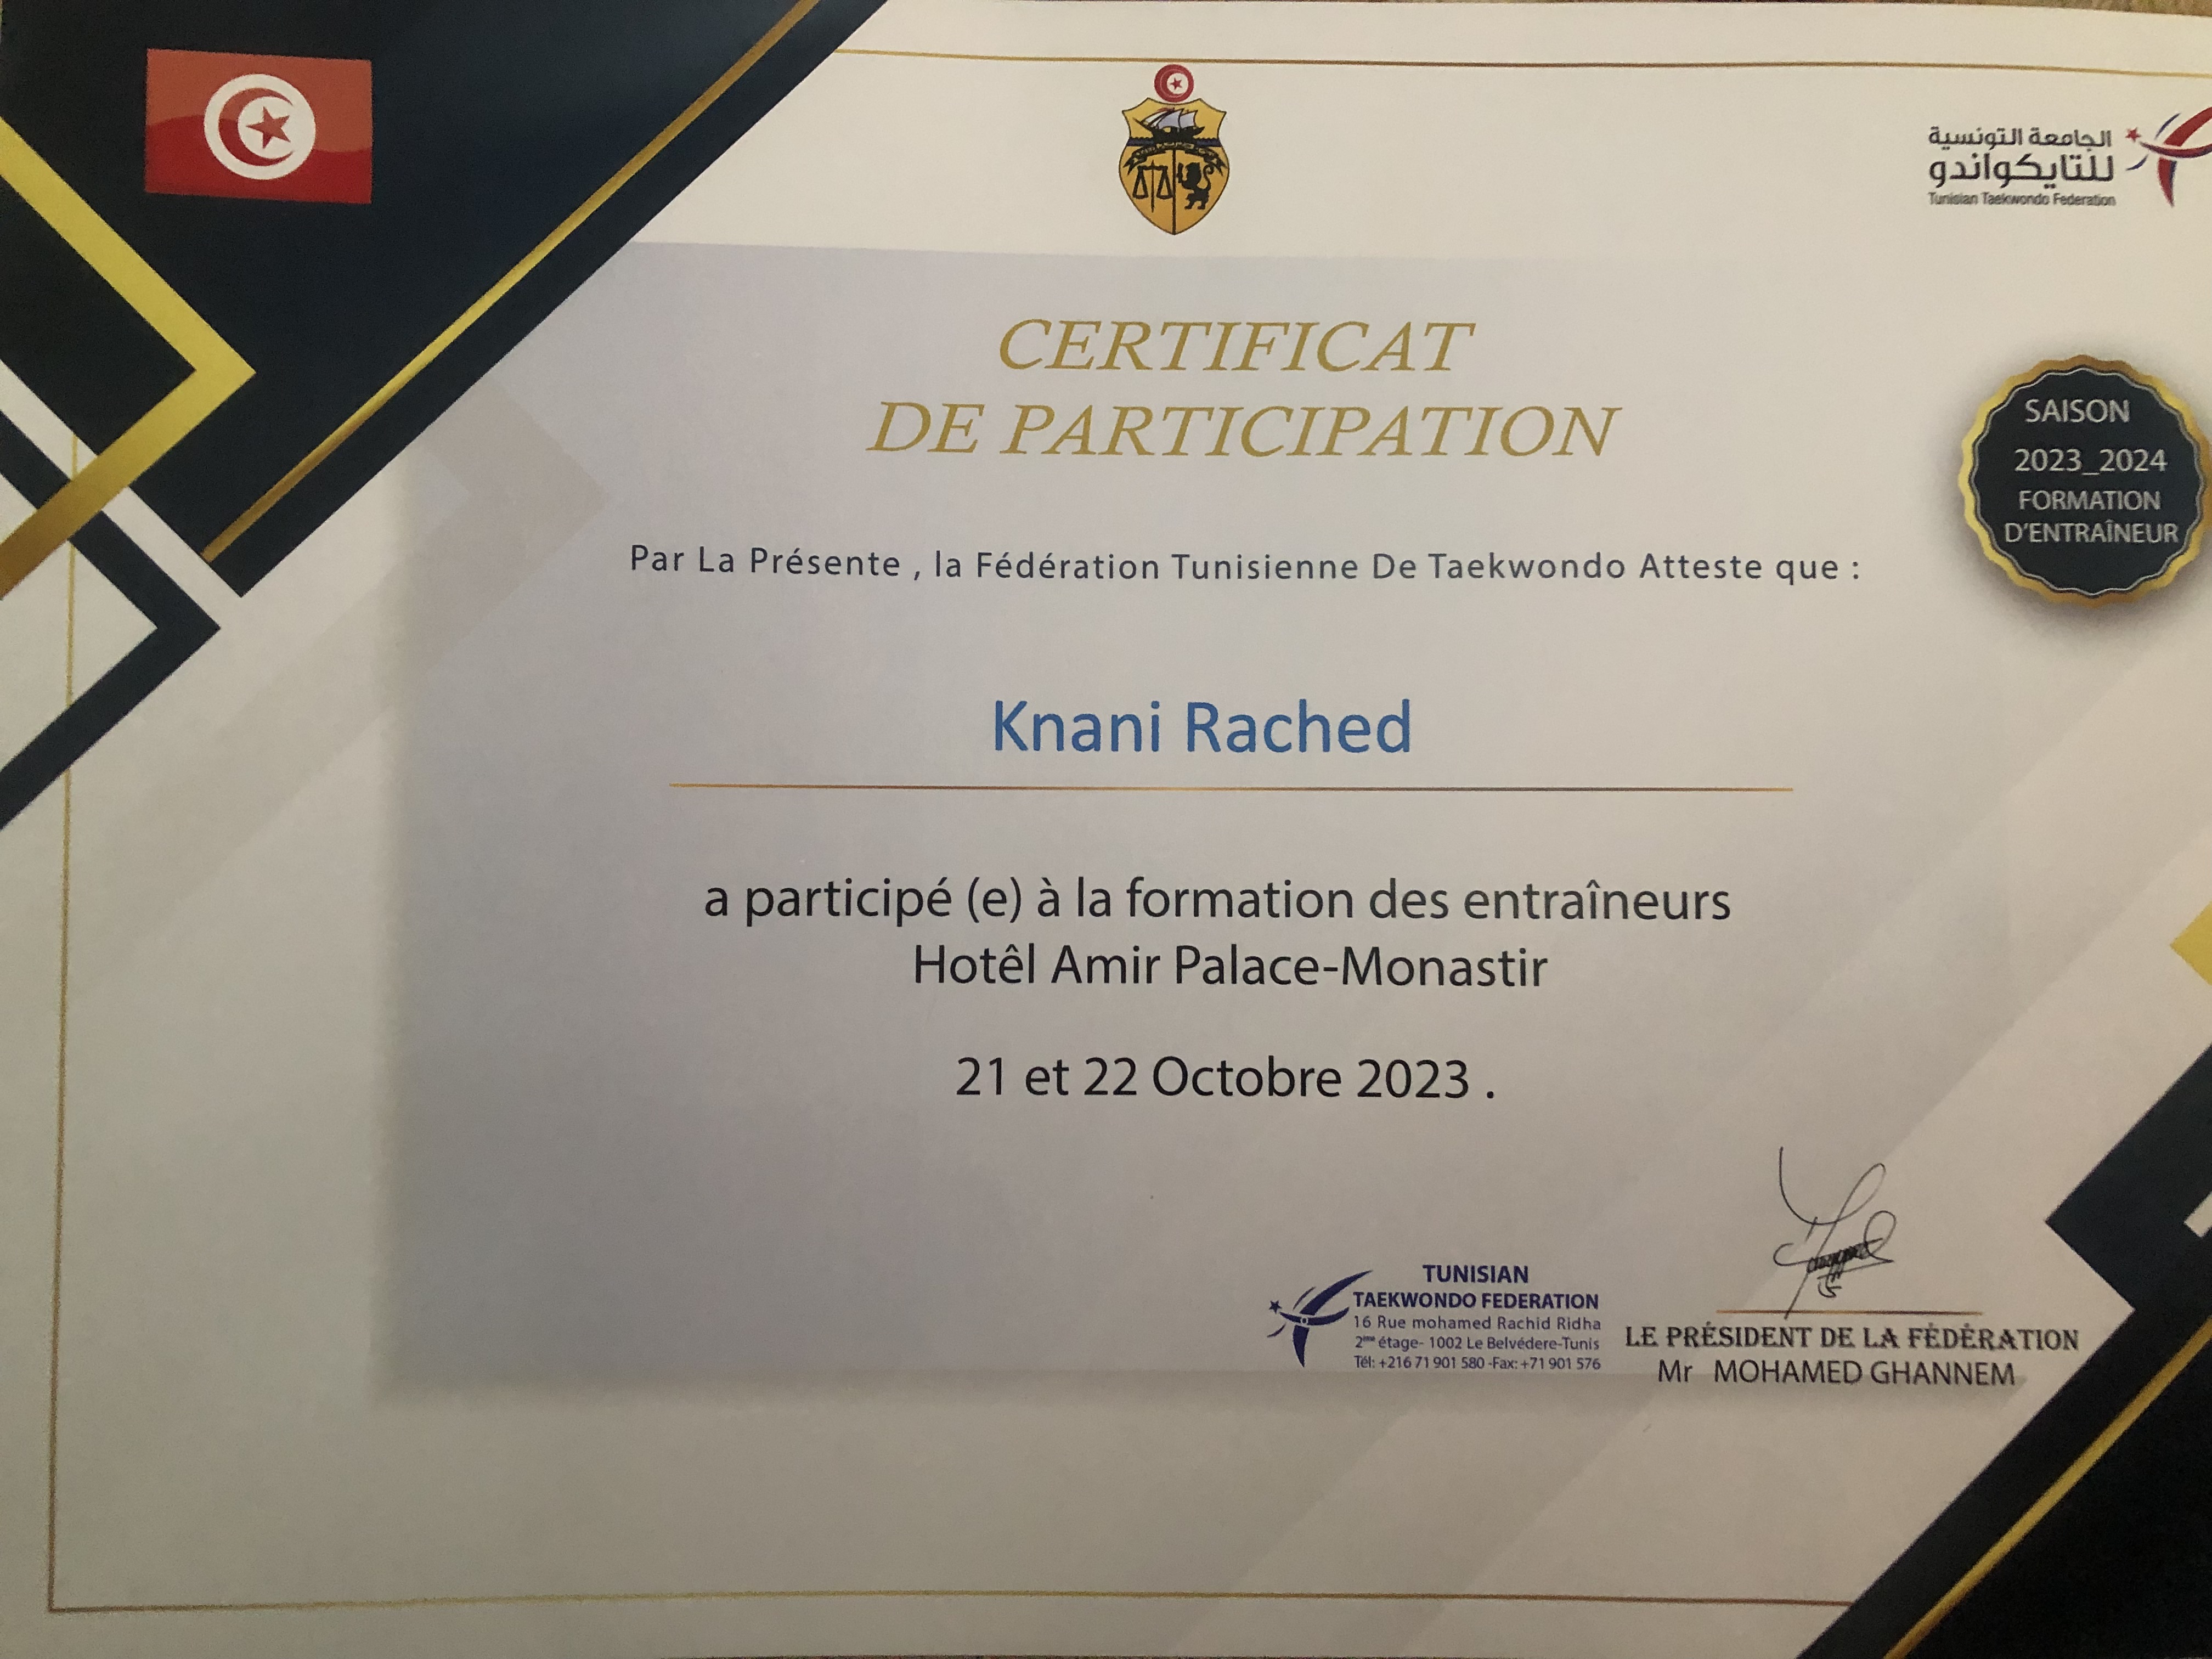 الجامعة التونسية
للتايكواندو
Tunisian Taekwondo Federation
CERTIFICAT
DE PARTICIPATION
SAISON
2023_2024
FORMATION
D'ENTRAÎNEUR
Par La Présente , la Fédération Tunisienne De Taekwondo Atteste que :
Knani Rached
a participé (e) à la formation des entraîneurs
Hotêl Amir Palace-Monastir
21 et 22 Octobre 2023 .
TUNISIAN
TAEKWONDO FEDERATION
16 Rue mohamed Rachid Ridha
2ème étage- 1002 Le Belvédere-Tunis
Tél: +216 71 901 580 -Fax: +71 901 576
LE PRÉSIDENT DE LA FÉDÉRATION
Mr MOHAMED GHANNEM